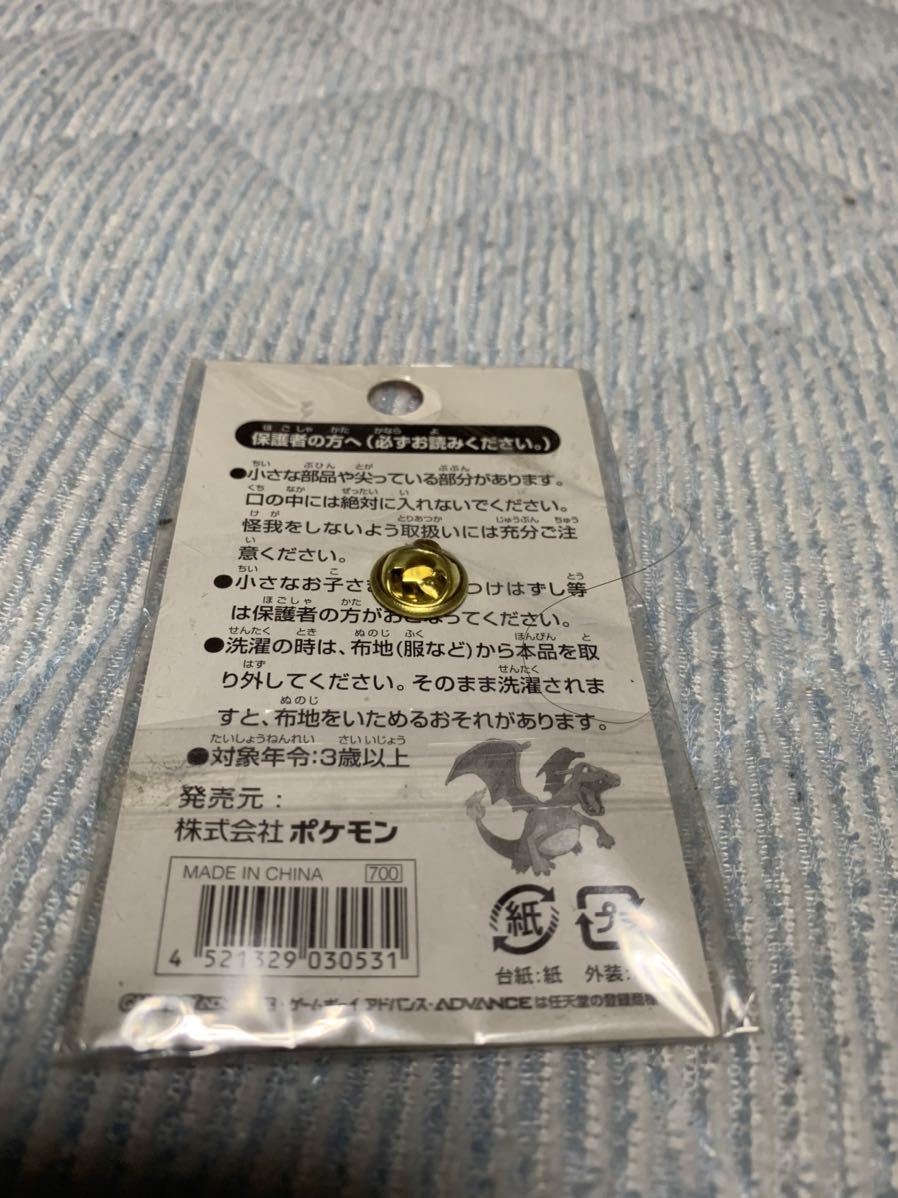 保護者の方へ（必ずお読みください。）
●小さな部品や尖っている部分があります。
口の中には絶対に入れないでください。
怪我をしないよう取扱いには充分ご注
意ください。
●小さなお子さま つけはずし等
は保護者の方がお なってください。
●洗濯の時は、布地（服など）から本品を取
り外してください。そのまま洗濯されま
すと、布地をいためるおそれがあります。
●対象年令：3歳以上
発売元：
株式会社 ポケモン
MADE IN CHINA 700
4 521329 030531
紙 プラ
台紙：紙 外装：
・ゲームボーイ アドバンス・ADVANCEは任天堂の登録商標